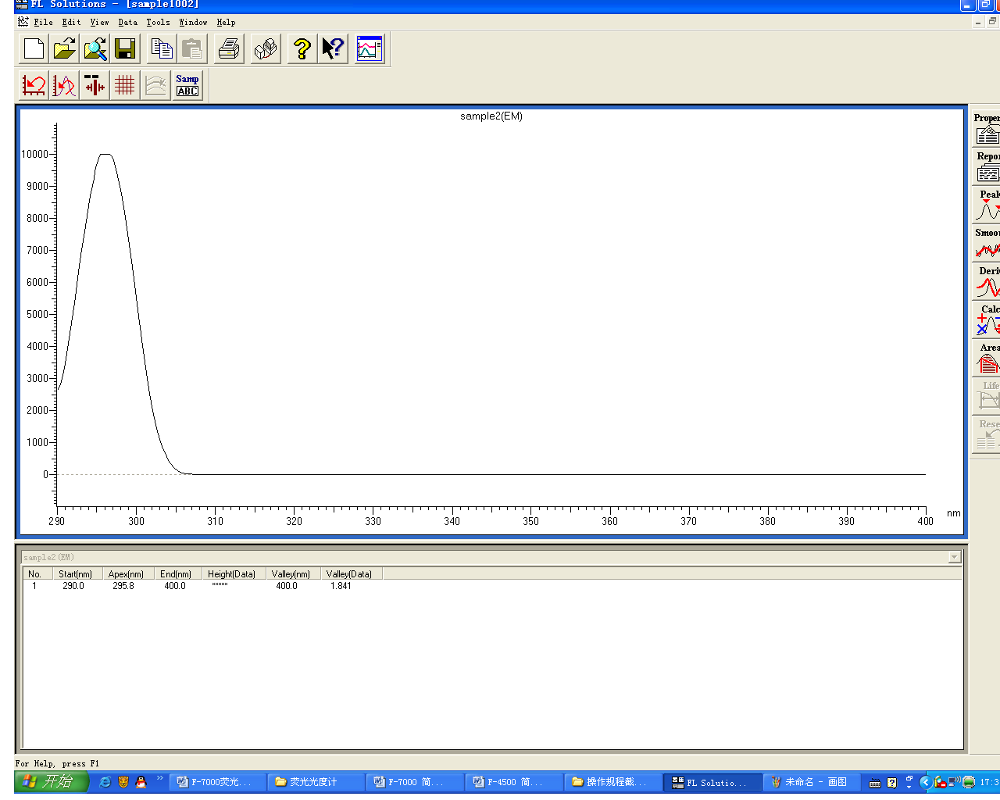 FL Solutions - [sample1002]
File Edit View Data Tools Window Help
Samp
ABC
sample2(EM)
10000
9000
8000
7000
6000
5000
4000
3000
2000
1000
0
290 300 310 320 330 340 350 360 370 380 390 400 nm
Proper
Repor
Peak
Smoo
Deriv
Calc
Area
Life
Rese
sample2(EM)
No. Start(nm) Apex(nm) End(nm) Height(Data) Valley(nm) Valley(Data)
1 290.0 295.8 400.0 ***** 400.0 1.841
For Help, press F1
开始 F-7000荧光... 荧光光度计 F-7000 简... F-4500 简... 操作规程截... FL Solutio... 未命名 - 画图 17:3